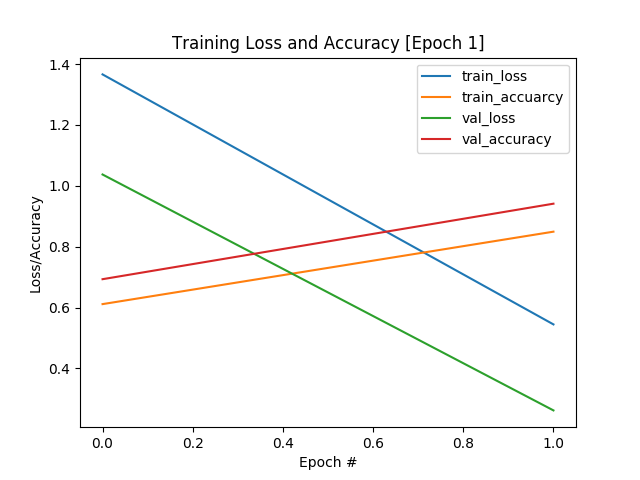 Training Loss and Accuracy [Epoch 1]
train_loss
train_accuarcy
val_loss
val_accuracy
1.4
1.2
1.0
0.8
0.6
0.4
Loss/Accuracy
0.0 0.2 0.4 0.6 0.8 1.0
Epoch #